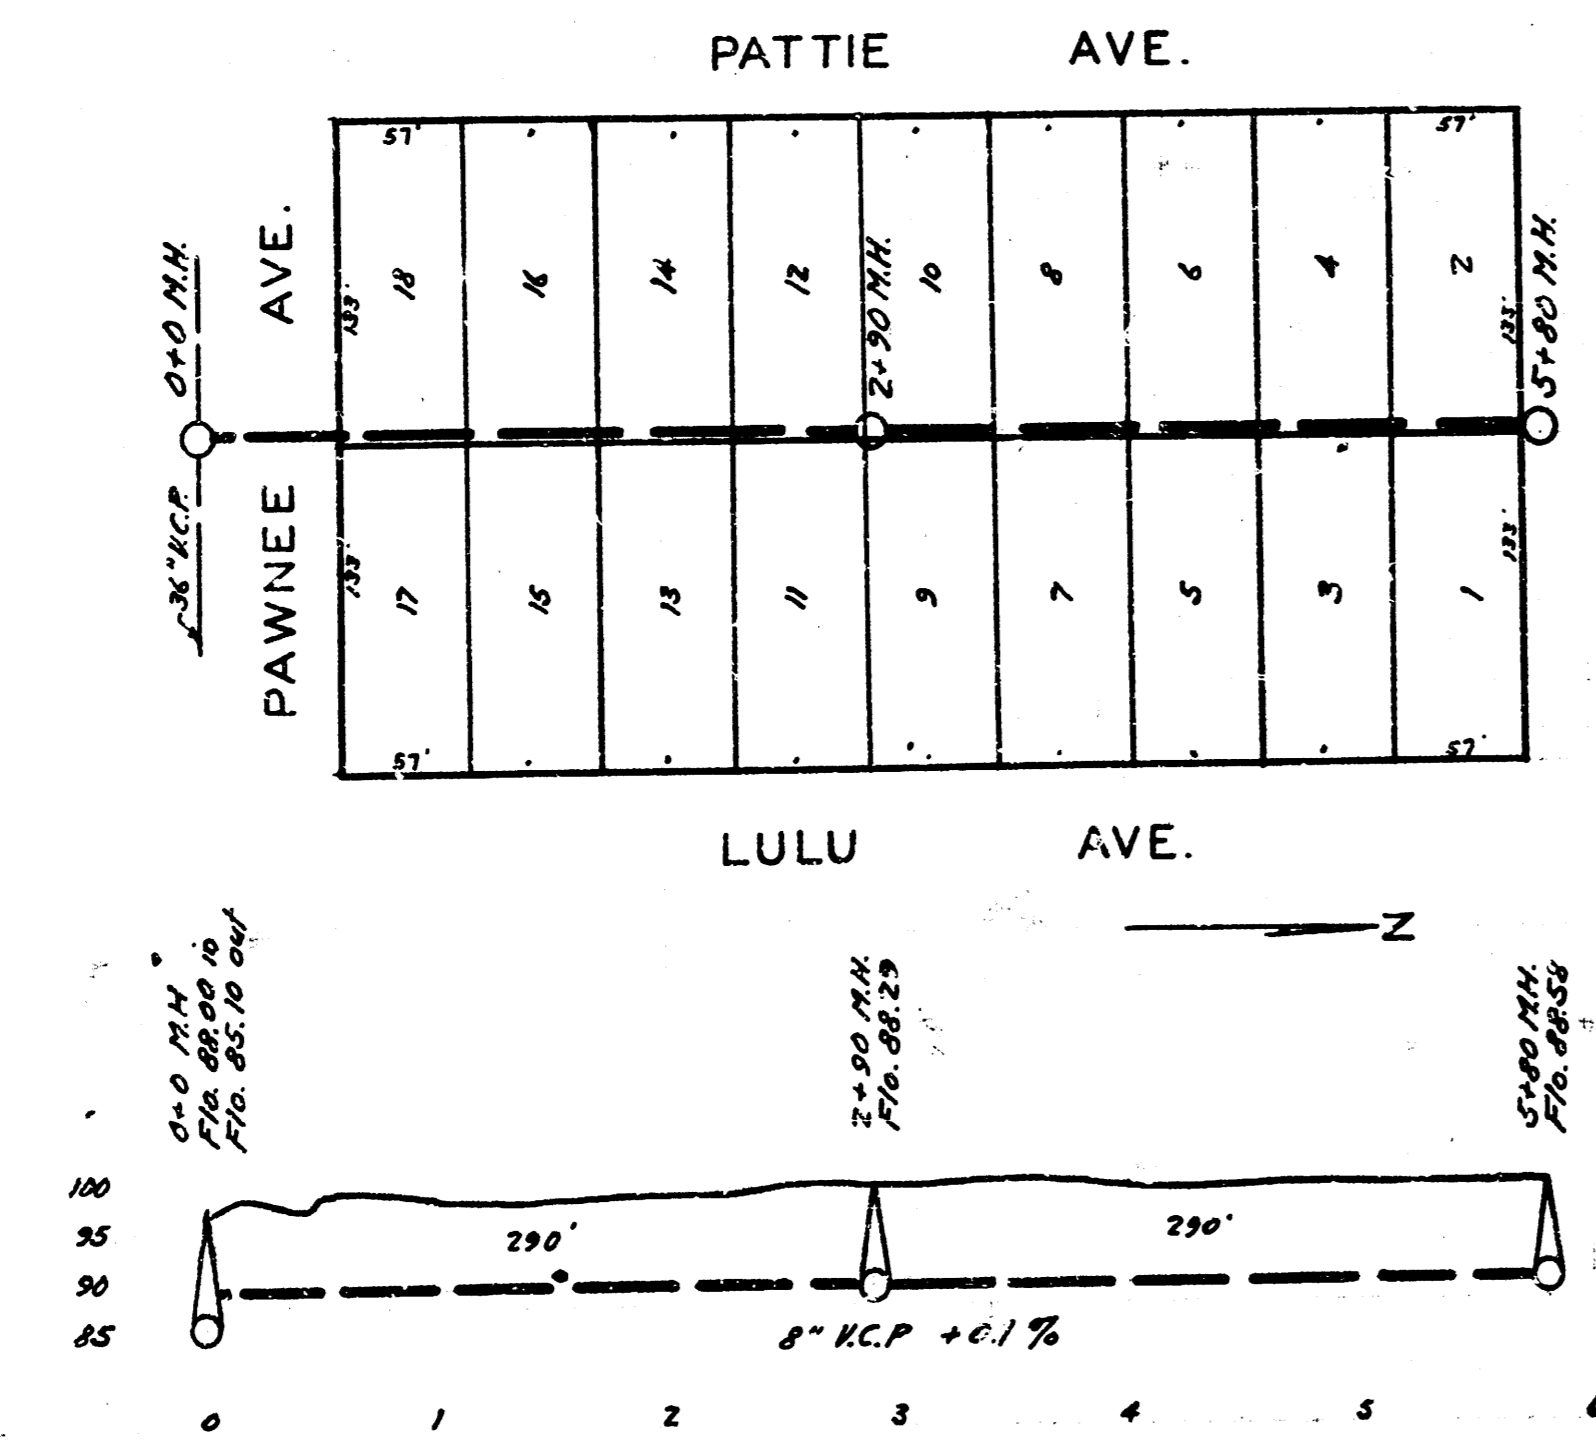 PATTIE AVE.
57'
57'
PAWNEE AVE.
0+0 M.H.
36" V.C.P.
133'
18
16
14
12
2+90 M.H.
10
8
6
4
2
133'
5+80 M.H.
133'
17
15
13
11
9
7
5
3
1
133'
57'
57'
LULU AVE.
N
0+0 M.H
Flo. 88.00 in
Flo. 85.10 out
2+90 M.H.
Flo. 88.29
5+80 M.H.
Flo. 88.58
100
95
90
85
290'
290'
8" V.C.P +0.1%
0 1 2 3 4 5